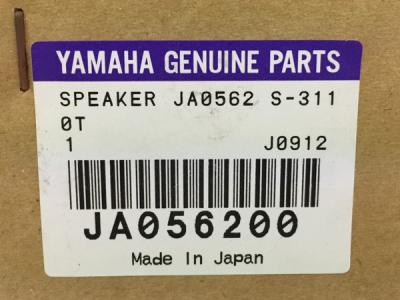 YAMAHA GENUINE PARTS
SPEAKER JA0562 S-311
0T
1 J0912
JA056200
Made In Japan